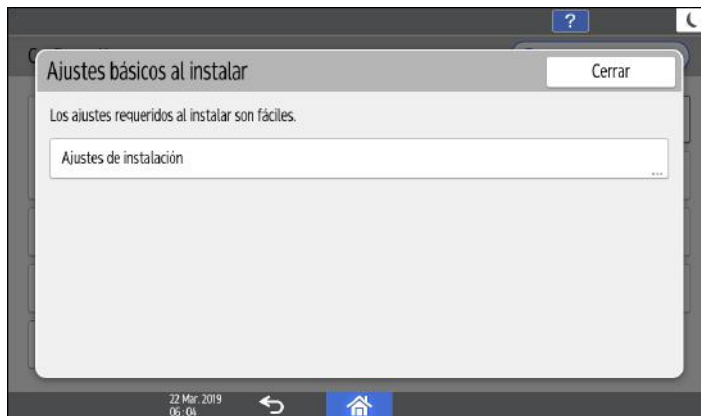 ?
Ajustes básicos al instalar
Cerrar
Los ajustes requeridos al instalar son fáciles.
Ajustes de instalación
...
22 Mar. 2019
06:04